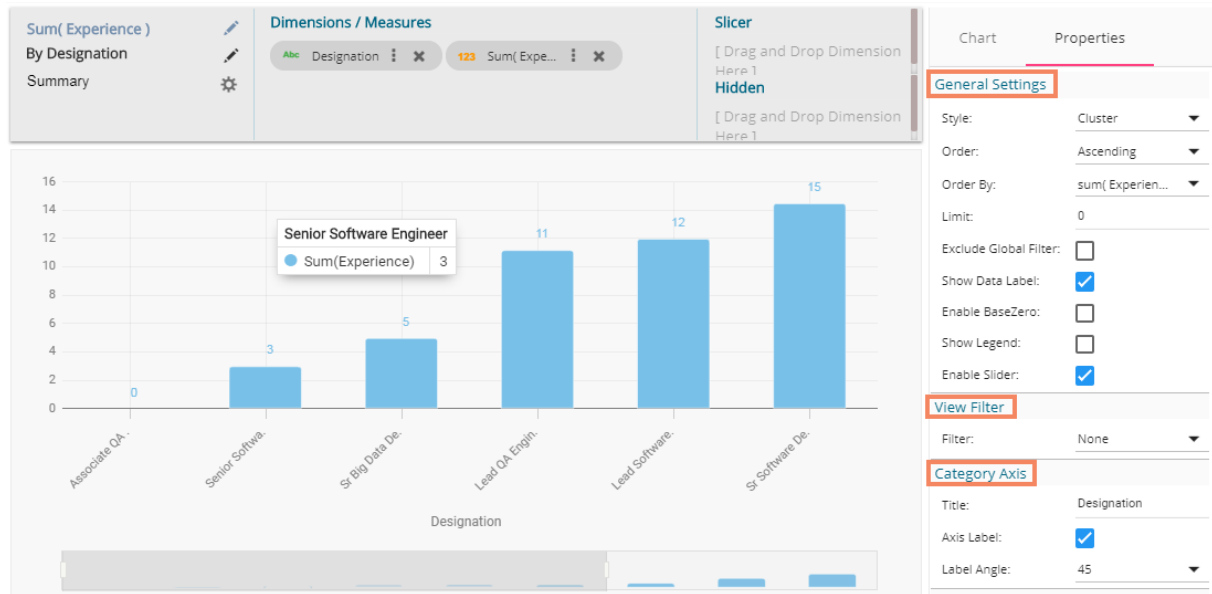 Sum( Experience )
By Designation
Summary
Dimensions / Measures
Abc Designation
123 Sum( Expe...
Slicer
[ Drag and Drop Dimension
Here ]
Hidden
[ Drag and Drop Dimension
Here ]
Chart Properties
General Settings
Style: Cluster
Order: Ascending
Order By: sum( Experien...
Limit: 0
Exclude Global Filter:
Show Data Label:
Enable BaseZero:
Show Legend:
Enable Slider:
View Filter
Filter: None
Category Axis
Title: Designation
Axis Label:
Label Angle: 45
16
14
12
10
8
6
4
2
0
0
3
5
11
12
15
Senior Software Engineer
Sum(Experience) 3
Associate QA .
Senior Softwa.
Sr Big Data De.
Lead QA Engin.
Lead Software.
Sr Software De.
Designation